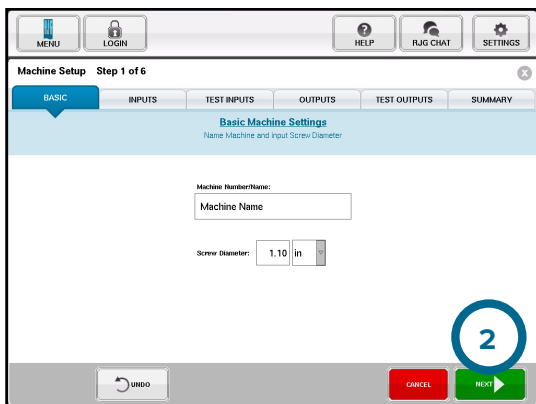 MENU
LOGIN
HELP
RJG CHAT
SETTINGS
Machine Setup Step 1 of 6
BASIC
INPUTS
TEST INPUTS
OUTPUTS
TEST OUTPUTS
SUMMARY
Basic Machine Settings
Name Machine and input Screw Diameter
Machine Number/Name:
Machine Name
Screw Diameter: 1.10 in
2
UNDO
CANCEL
NEXT